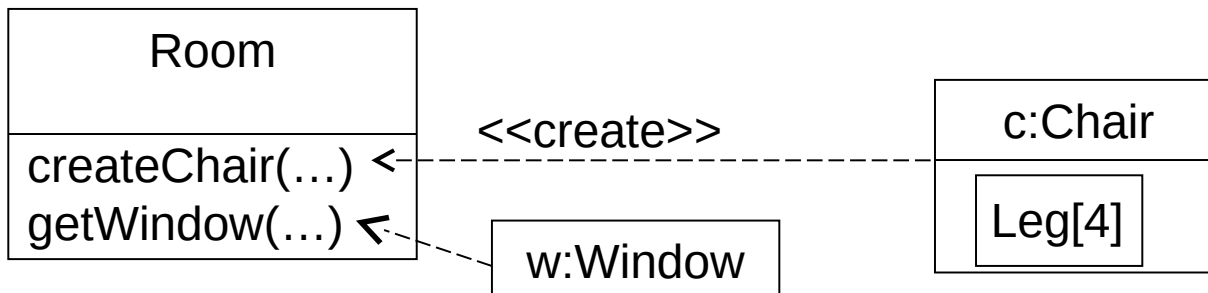 Room
createChair(…)
getWindow(…)
<<create>>
w:Window
c:Chair
Leg[4]